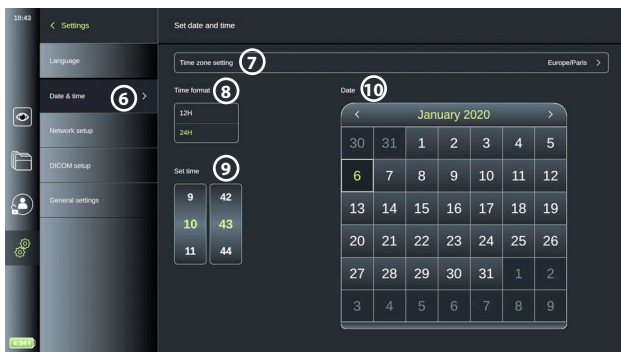 10:43
< Settings
Set date and time
Language
Time zone setting 7
Europe/Paris >
Date & time 6 >
Time format 8
12H
24H
Date 10
< January 2020 >
30 31 1 2 3 4 5
6 7 8 9 10 11 12
13 14 15 16 17 18 19
20 21 22 23 24 25 26
27 28 29 30 31 1 2
3 4 5 6 7 8 9
Network setup
DICOM setup
Set time 9
9 42
10 43
11 44
General settings
4:54+